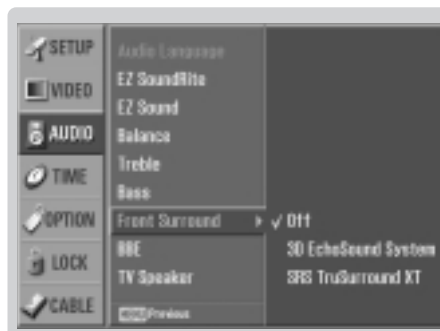 SETUP
VIDEO
AUDIO
TIME
OPTION
LOCK
CABLE
Audio Language
EZ SoundRite
EZ Sound
Balance
Treble
Bass
Front Surround
BBE
TV Speaker
MENU Previous
√ Off
3D EchoSound System
SRS TruSurround XT